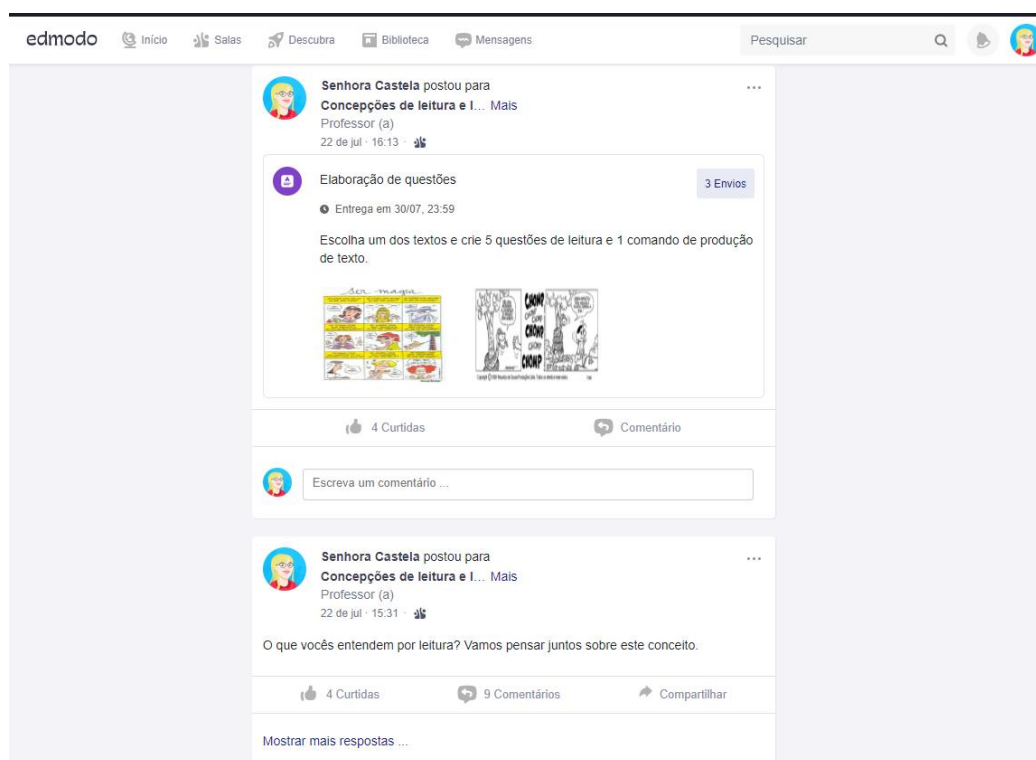 edmodo Início Salas Descubra Biblioteca Mensagens Pesquisar
Senhora Castela postou para
Concepções de leitura e l... Mais
Professor (a)
22 de jul · 16:13 ·
Elaboração de questões
3 Envios
Entrega em 30/07, 23:59
Escolha um dos textos e crie 5 questões de leitura e 1 comando de produção
de texto.
Ser magra
CHOMP
CHOMP
CHOMP
4 Curtidas Comentário
Escreva um comentário ...
Senhora Castela postou para
Concepções de leitura e l... Mais
Professor (a)
22 de jul · 15:31 ·
O que vocês entendem por leitura? Vamos pensar juntos sobre este conceito.
4 Curtidas 9 Comentários Compartilhar
Mostrar mais respostas ...